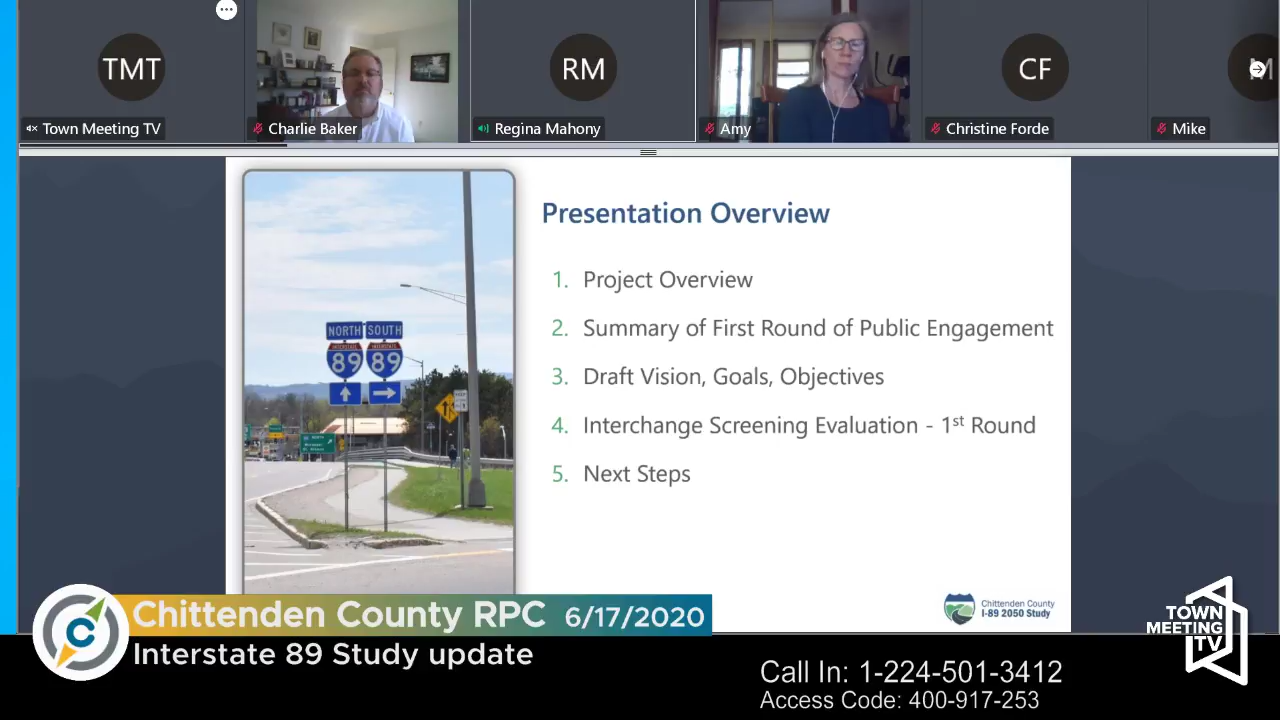 TMT
RM
CF
M
Town Meeting TV
Charlie Baker
Regina Mahony
Amy
Christine Forde
Mike
Presentation Overview
1. Project Overview
2. Summary of First Round of Public Engagement
3. Draft Vision, Goals, Objectives
4. Interchange Screening Evaluation - 1st Round
5. Next Steps
NORTH SOUTH
INTERSTATE INTERSTATE
89 89
NORTH
Chittenden County
I-89 2050 Study
C
Chittenden County RPC 6/17/2020
Interstate 89 Study update
TOWN
MEETING
TV
Call In: 1-224-501-3412
Access Code: 400-917-253